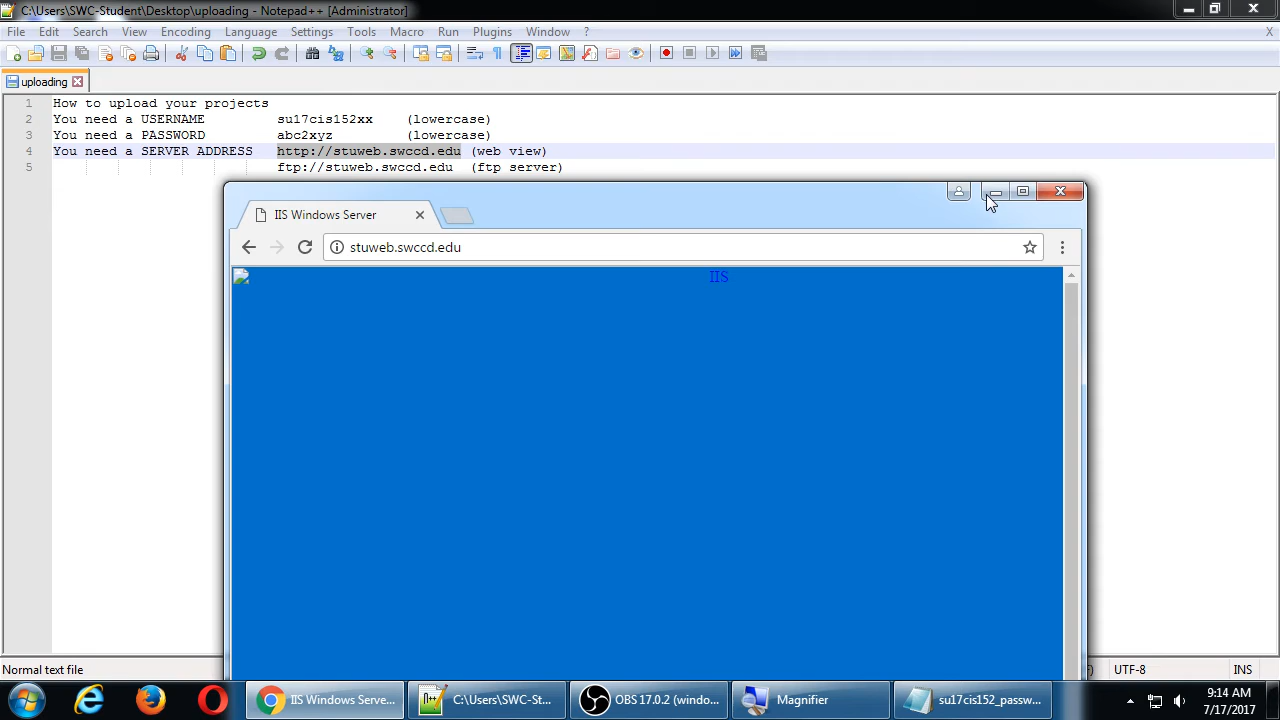 C:\Users\SWC-Student\Desktop\uploading - Notepad++ [Administrator]
File Edit Search View Encoding Language Settings Tools Macro Run Plugins Window ? X
uploading
1 How to upload your projects
2 You need a USERNAME su17cis152xx (lowercase)
3 You need a PASSWORD abc2xyz (lowercase)
4 You need a SERVER ADDRESS http://stuweb.swccd.edu (web view)
5 ftp://stuweb.swccd.edu (ftp server)
IIS Windows Server
stuweb.swccd.edu
IIS
Normal text file UTF-8 INS
IIS Windows Serve... C:\Users\SWC-St... OBS 17.0.2 (windo... Magnifier su17cis152_passw...
9:14 AM
7/17/2017